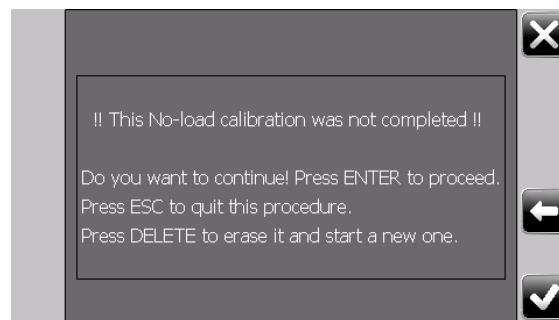 !! This No-load calibration was not completed !!
Do you want to continue! Press ENTER to proceed.
Press ESC to quit this procedure.
Press DELETE to erase it and start a new one.